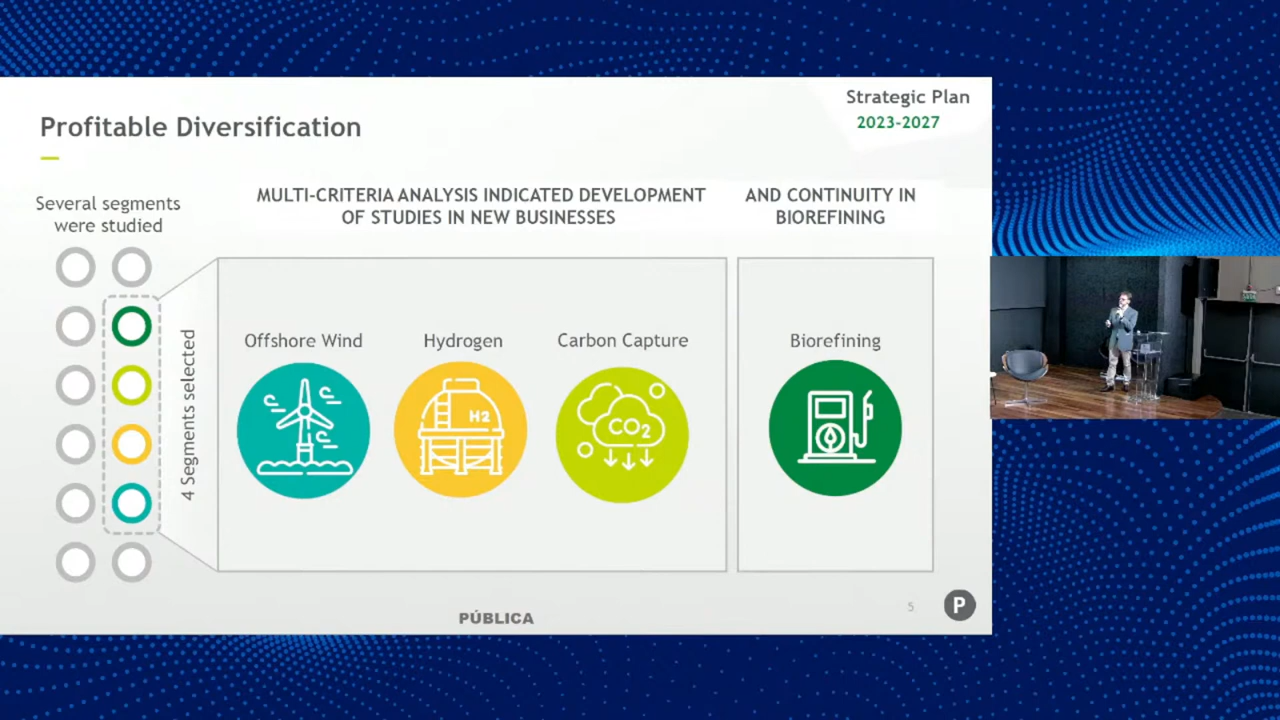 Strategic Plan
2023-2027
Profitable Diversification
Several segments
were studied
MULTI-CRITERIA ANALYSIS INDICATED DEVELOPMENT
OF STUDIES IN NEW BUSINESSES
AND CONTINUITY IN
BIOREFINING
4 Segments selected
Offshore Wind
Hydrogen
Carbon Capture
Biorefining
H2
CO2
PÚBLICA
5
P